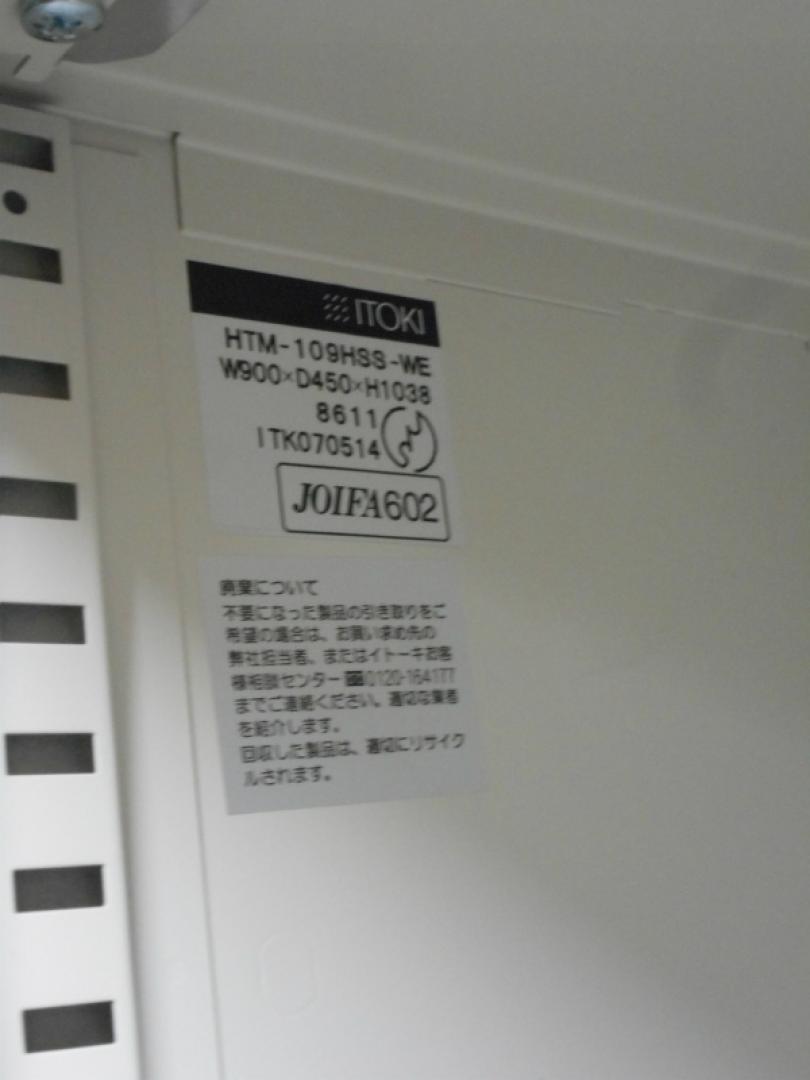 ITOKI
HTM-109HSS-WE
W900×D450×H1038
8611
ITK070514
JOIFA602
廃棄について
不要になった製品の引き取りをご
希望の場合は、お買い求め先の
弊社担当者、またはイトーキお客
様相談センター 0120-164177
までご連絡ください。適切な業者
を紹介します。
回収した製品は、適切にリサイク
ルされます。